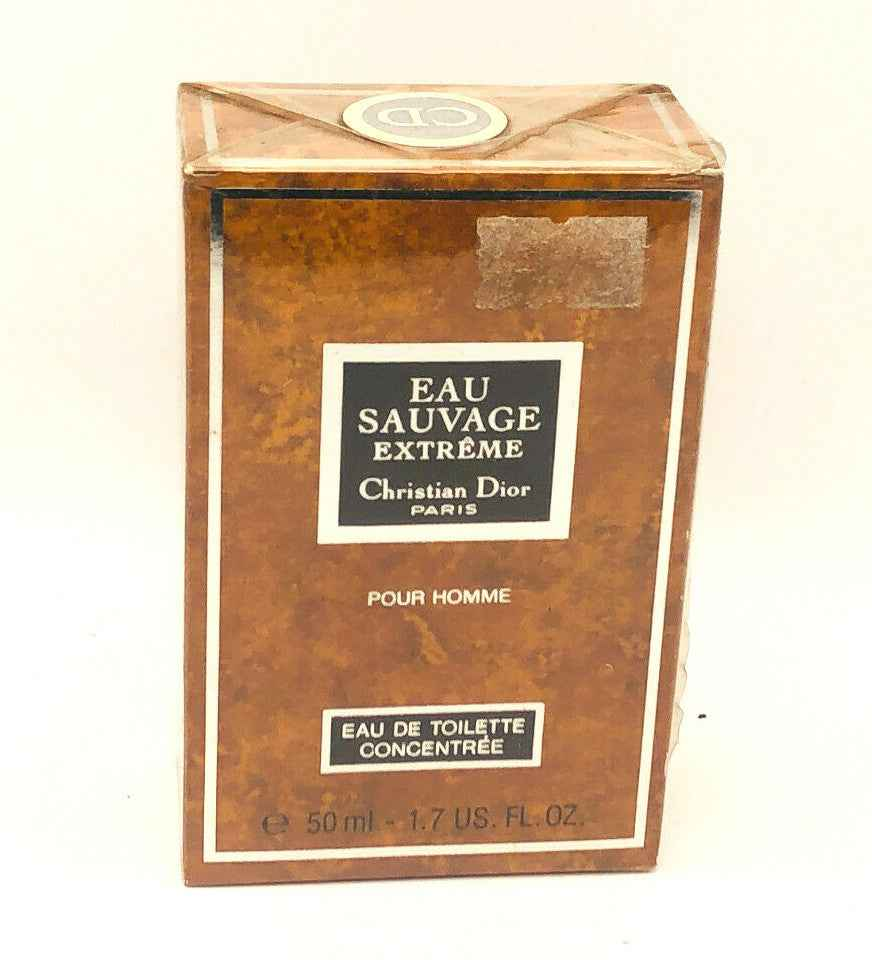 CD
EAU
SAUVAGE
EXTRÊME
Christian Dior
PARIS
POUR HOMME
EAU DE TOILETTE
CONCENTRÉE
℮ 50 ml - 1.7 US. FL. OZ.